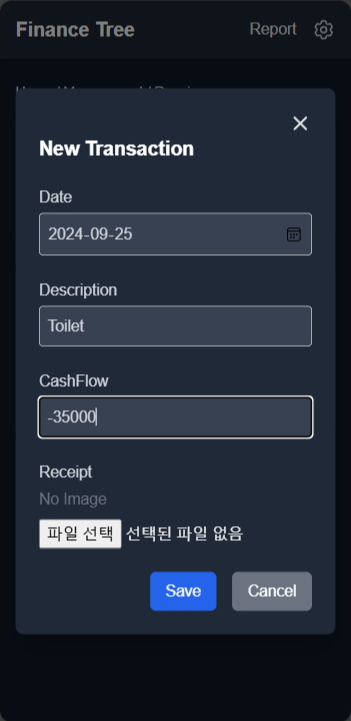 Finance Tree
Report
New Transaction
Date
2024-09-25
Description
Toilet
CashFlow
-35000
Receipt
No Image
파일 선택 선택된 파일 없음
Save
Cancel